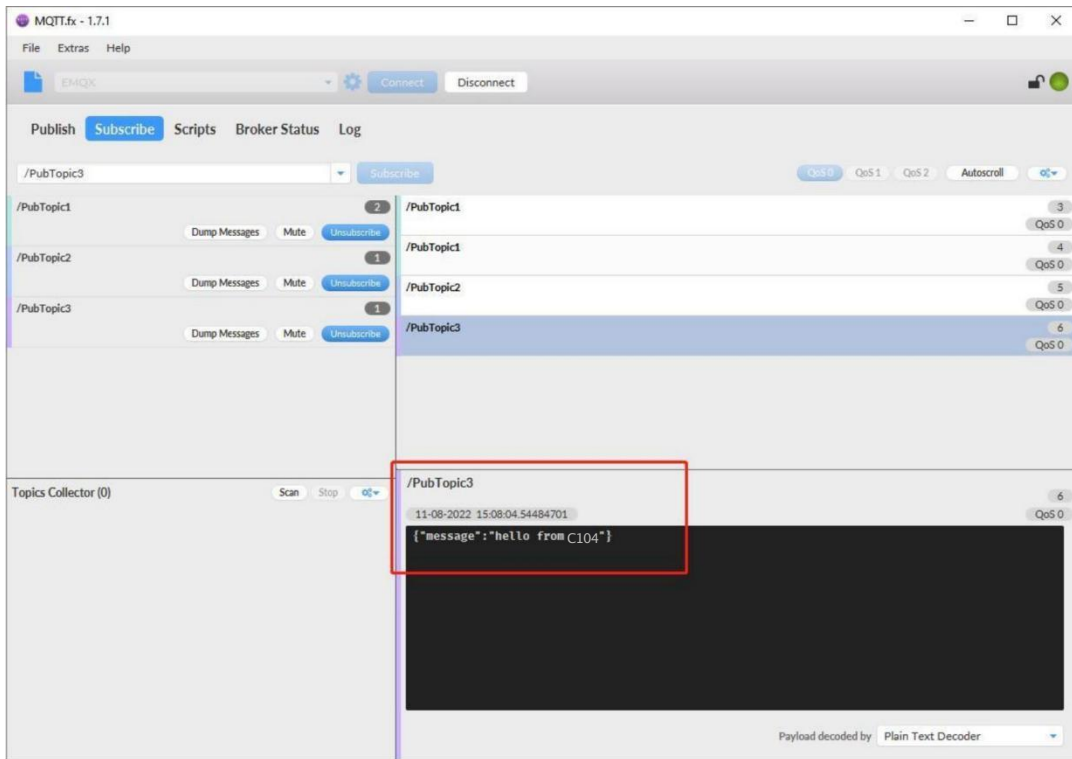 MQTT.fx - 1.7.1
File Extras Help
EMQX Connect Disconnect
Publish Subscribe Scripts Broker Status Log
/PubTopic3 Subscribe QoS 0 QoS 1 QoS 2 Autoscroll
/PubTopic1 2
Dump Messages Mute Unsubscribe
/PubTopic2 1
Dump Messages Mute Unsubscribe
/PubTopic3 1
Dump Messages Mute Unsubscribe
/PubTopic1 3
QoS 0
/PubTopic1 4
QoS 0
/PubTopic2 5
QoS 0
/PubTopic3 6
QoS 0
Topics Collector (0) Scan Stop
/PubTopic3 6
11-08-2022 15:08:04.54484701 QoS 0
{"message":"hello from C104"}
Payload decoded by Plain Text Decoder